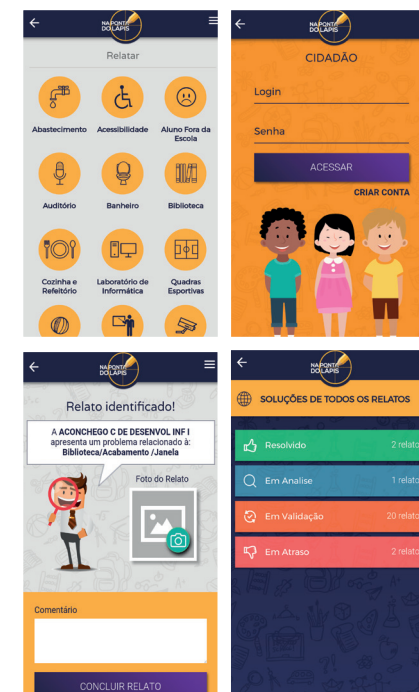 NA PONTA
DO LÁPIS
Relatar
Abastecimento
Acessibilidade
Aluno Fora da
Escola
Auditório
Banheiro
Biblioteca
Cozinha e
Refeitório
Laboratório de
Informática
Quadras
Esportivas
NA PONTA
DO LÁPIS
CIDADÃO
Login
Senha
ACESSAR
CRIAR CONTA
NA PONTA
DO LÁPIS
Relato identificado!
A ACONCHEGO C DE DESENVOL INF I
apresenta um problema relacionado à:
Biblioteca/Acabamento /Janela
Foto do Relato
Comentário
CONCLUIR RELATO
NA PONTA
DO LÁPIS
SOLUÇÕES DE TODOS OS RELATOS
Resolvido 2 relato
Em Analise 1 relato
Em Validação 20 relato
Em Atraso 2 relato